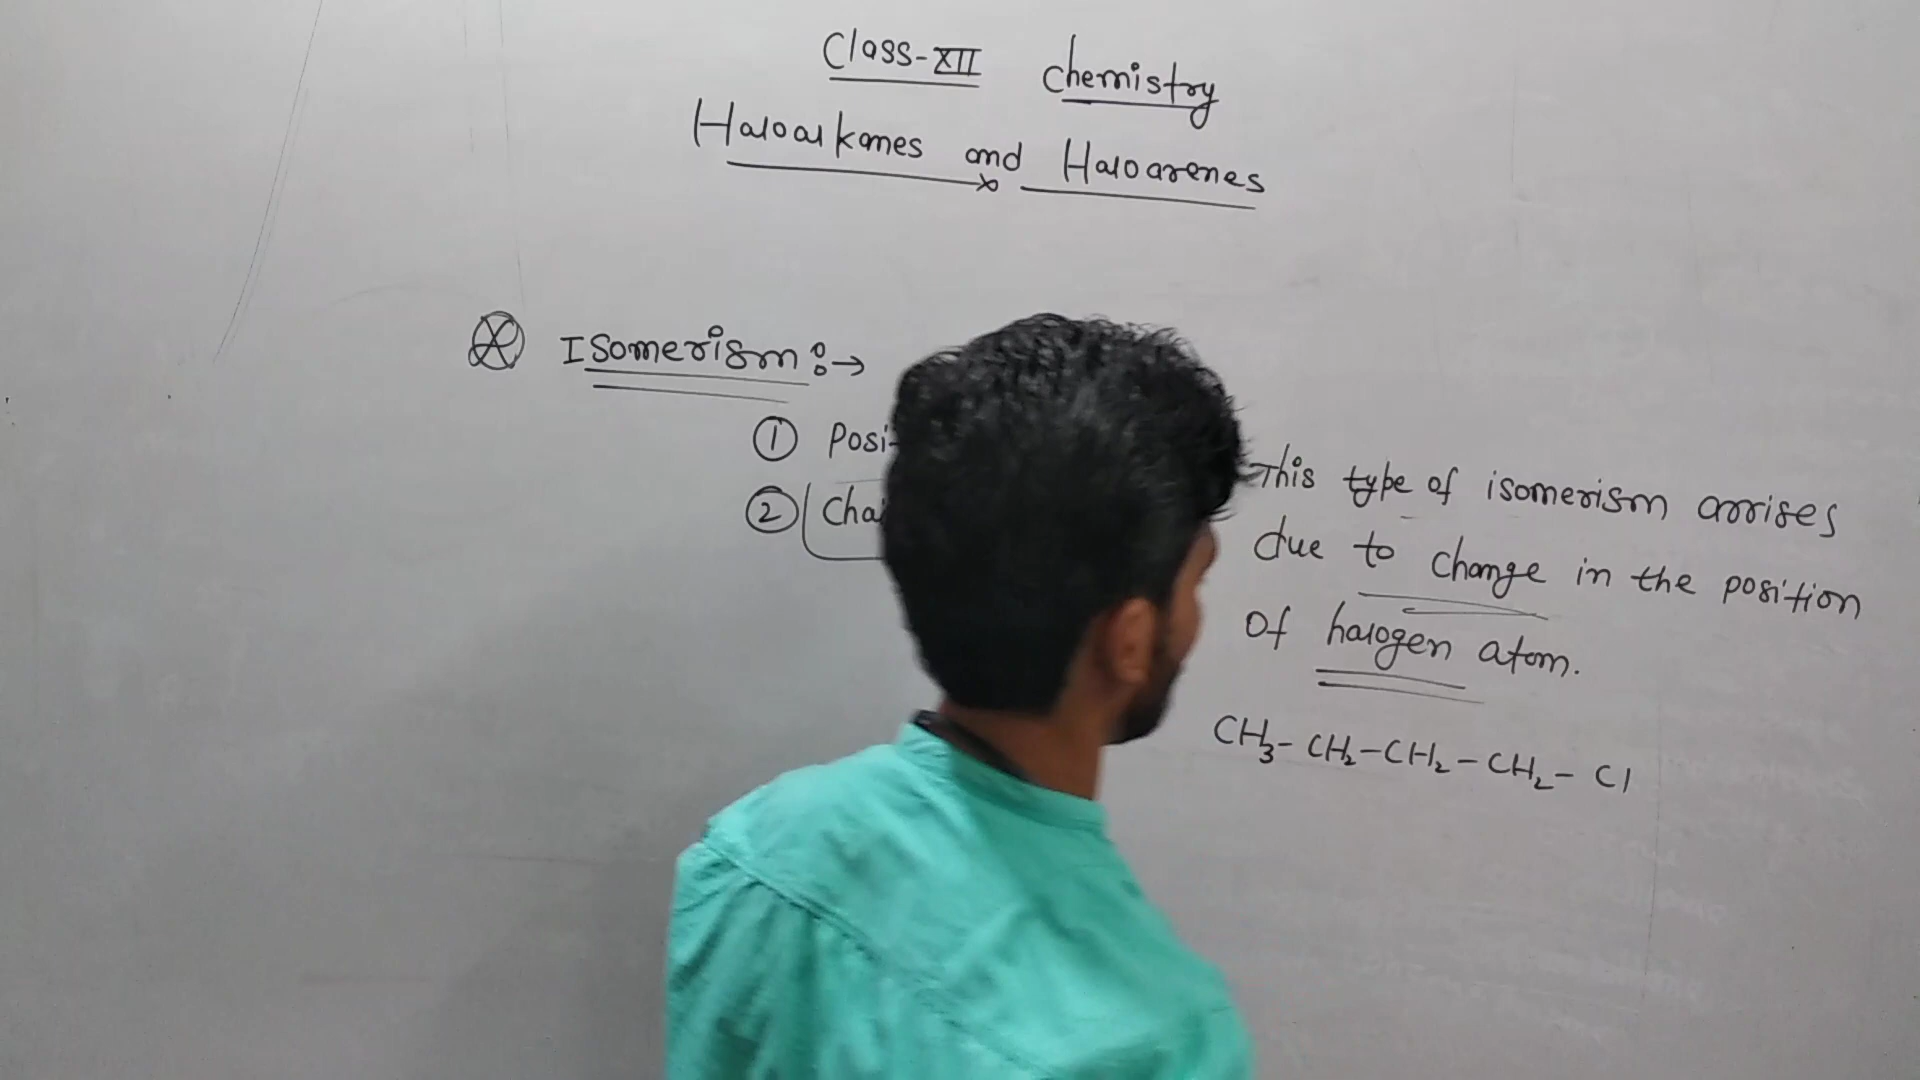 Class-XII Chemistry
Haloalkanes and Haloarenes
Isomerism :→
① Posi
② Cha
This type of isomerism arrises
due to change in the position
of halogen atom.
CH₃-CH₂-CH₂-CH₂-Cl